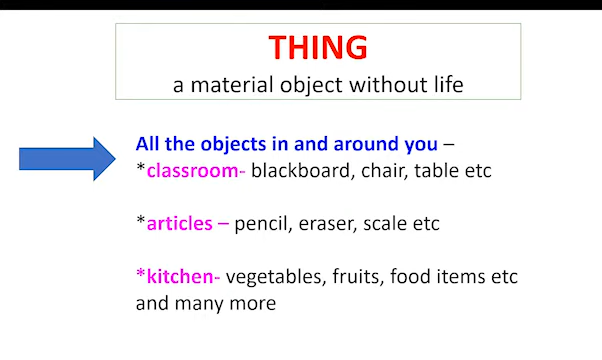 THING
a material object without life
All the objects in and around you –
*classroom- blackboard, chair, table etc
*articles – pencil, eraser, scale etc
*kitchen- vegetables, fruits, food items etc
and many more